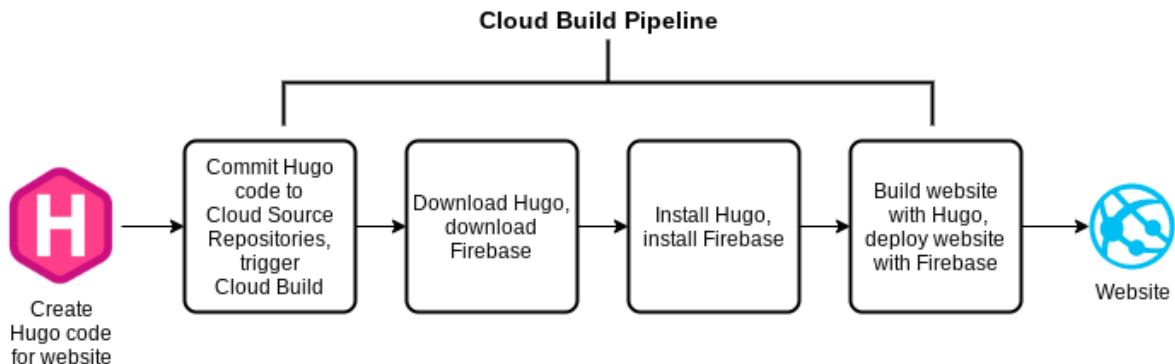 Cloud Build Pipeline
H
Create
Hugo code
for website
Commit Hugo
code to
Cloud Source
Repositories,
trigger
Cloud Build
Download Hugo,
download
Firebase
Install Hugo,
install Firebase
Build website
with Hugo,
deploy website
with Firebase
Website